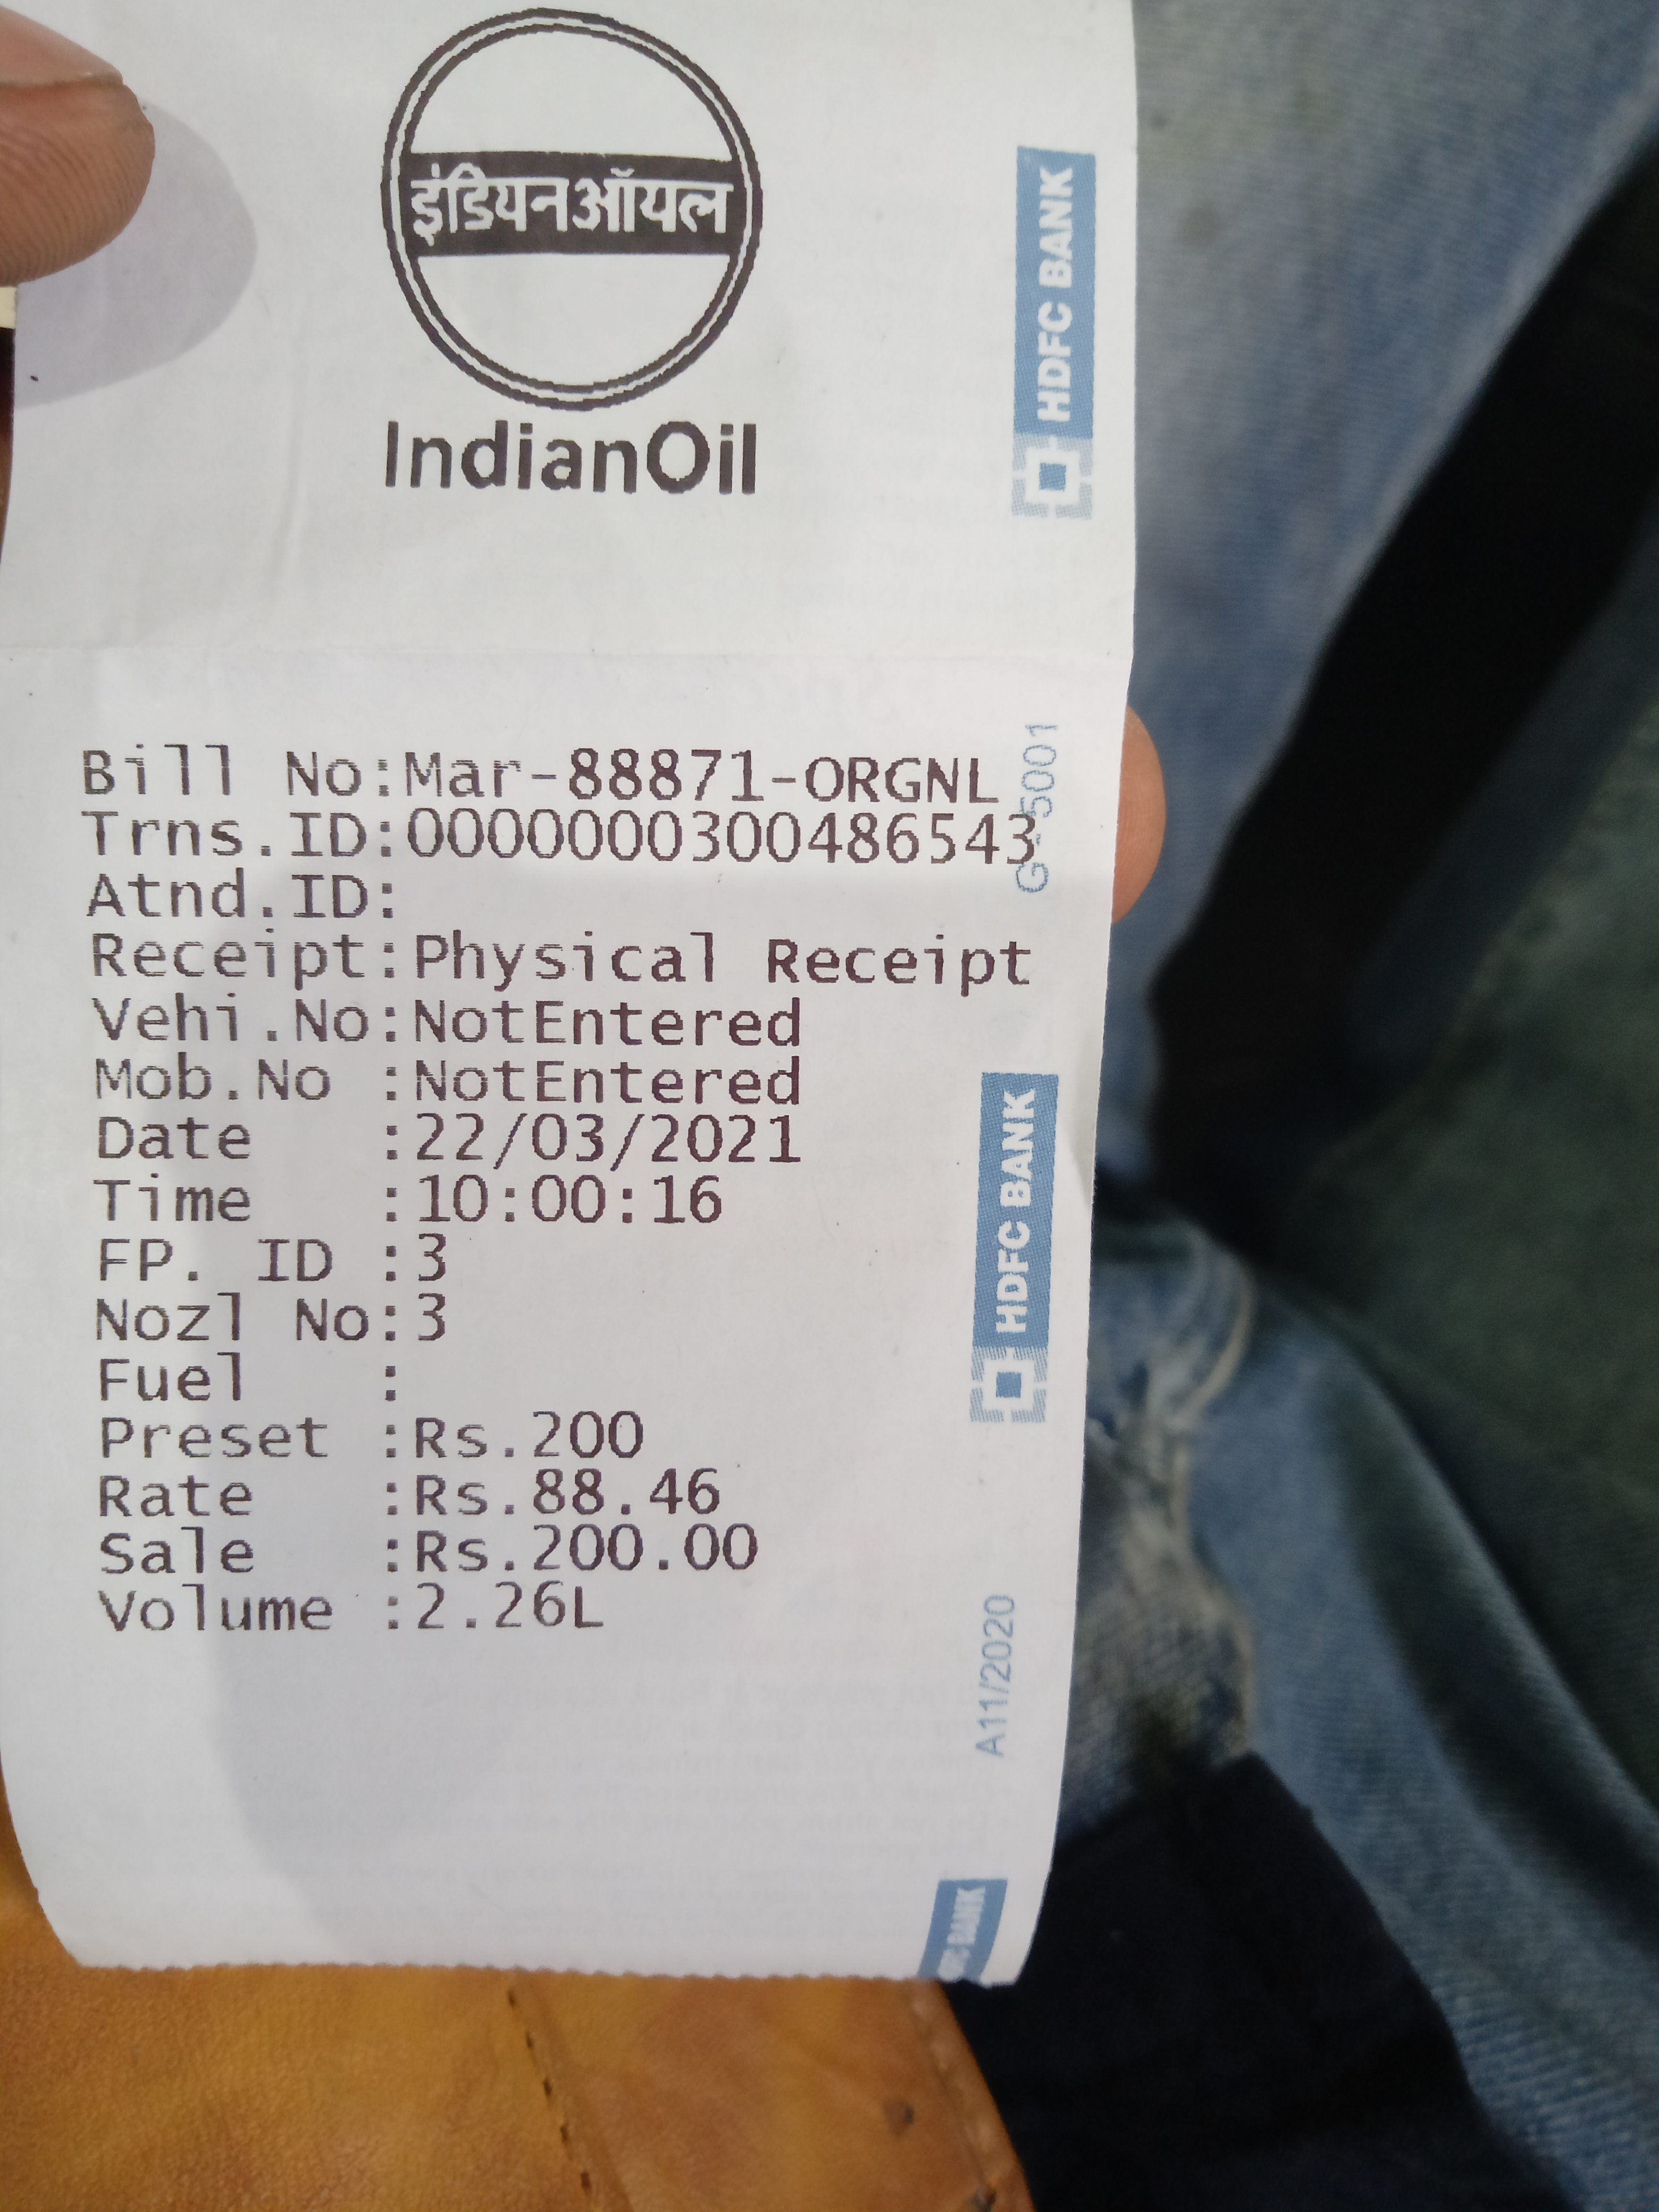 इंडियनऑयल
IndianOil
HDFC BANK
Bill No:Mar-88871-ORGNL
Trns.ID:0000000300486543
Atnd.ID:
Receipt:Physical Receipt
Vehi.No:NotEntered
Mob.No :NotEntered
Date :22/03/2021
Time :10:00:16
FP. ID :3
Nozl No:3
Fuel :
Preset :Rs.200
Rate :Rs.88.46
Sale :Rs.200.00
Volume :2.26L
G-5001
HDFC BANK
A11/2020
BANK